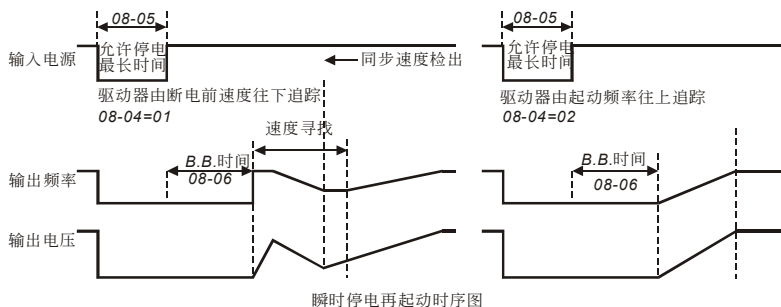 08-05
允许停电
最长时间
输入电源
同步速度检出
驱动器由断电前速度往下追踪
08-04=01
速度寻找
B.B.时间
08-06
输出频率
输出电压
08-05
允许停电
最长时间
驱动器由起动频率往上追踪
08-04=02
B.B.时间
08-06
瞬时停电再起动时序图